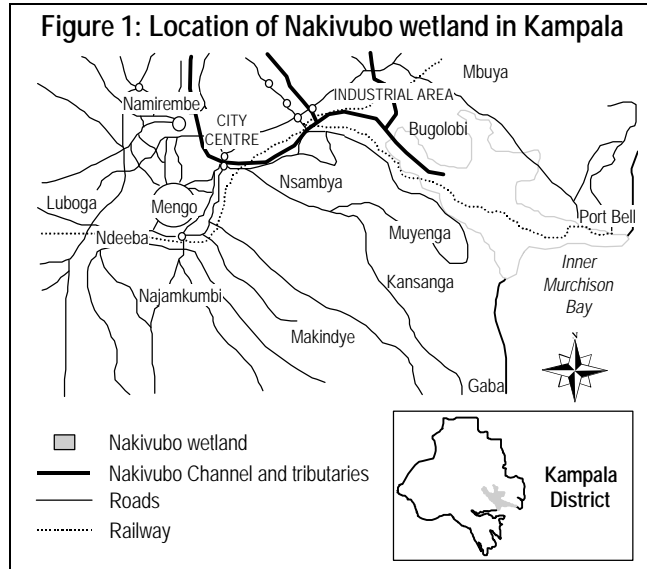 Figure 1: Location of Nakivubo wetland in Kampala
Mbuya
Namirembe
INDUSTRIAL AREA
CITY
CENTRE
Bugolobi
Nsambya
Luboga
Mengo
Port Bell
Muyenga
Ndeeba
Kansanga
Inner
Murchison
Bay
Najamkumbi
Makindye
N
Gaba
Nakivubo wetland
Nakivubo Channel and tributaries
Roads
Railway
Kampala
District